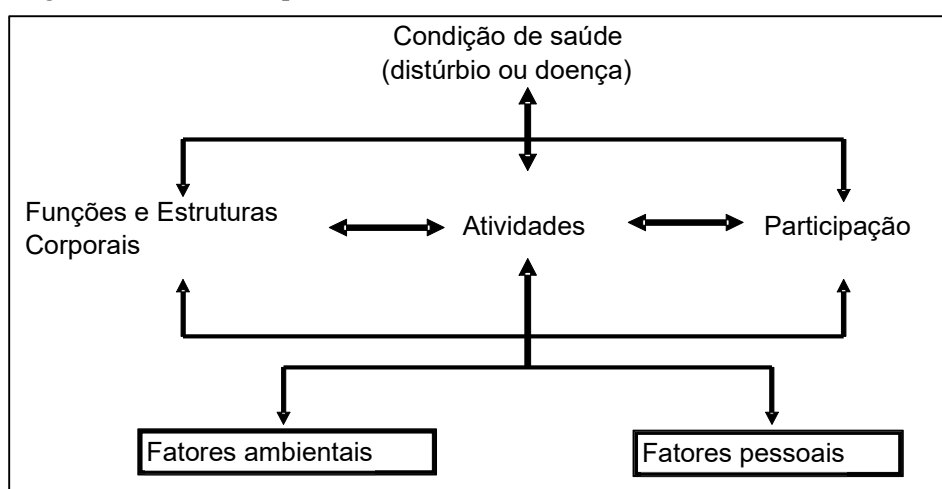 Condição de saúde
(distúrbio ou doença)
Funções e Estruturas
Corporais
Atividades
Participação
Fatores ambientais
Fatores pessoais